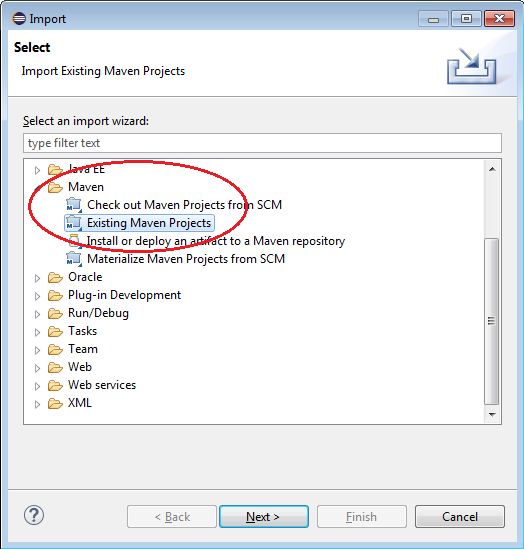 Import
Select
Import Existing Maven Projects
Select an import wizard:
type filter text
Java EE
Maven
Check out Maven Projects from SCM
Existing Maven Projects
Install or deploy an artifact to a Maven repository
Materialize Maven Projects from SCM
Oracle
Plug-in Development
Run/Debug
Tasks
Team
Web
Web services
XML
? < Back Next > Finish Cancel